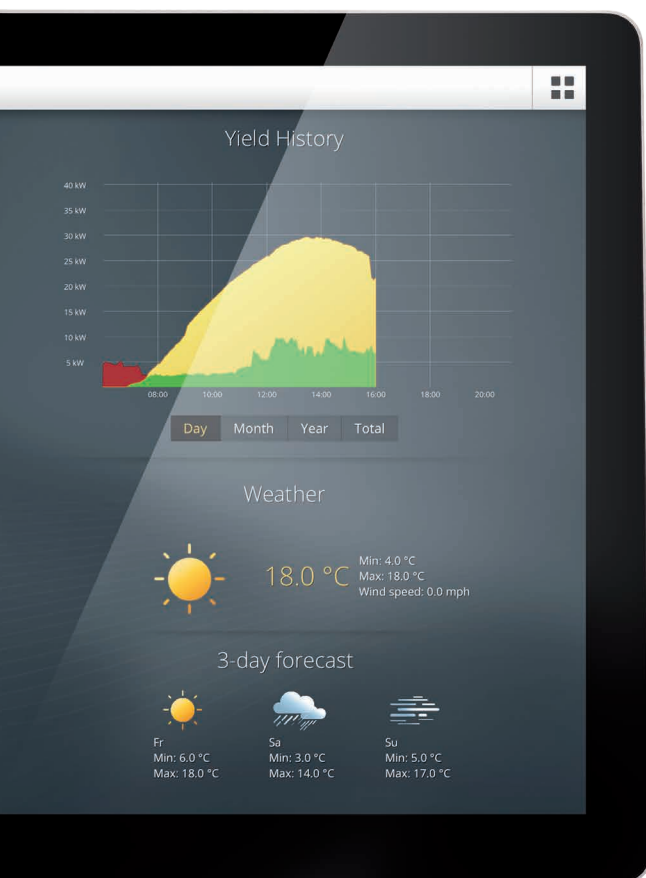 Yield History
40 kW
35 kW
30 kW
25 kW
20 kW
15 kW
10 kW
5 kW
08:00 10:00 12:00 14:00 16:00 18:00 20:00
Day Month Year Total
Weather
18.0 °C
Min: 4.0 °C
Max: 18.0 °C
Wind speed: 0.0 mph
3-day forecast
Fr
Min: 6.0 °C
Max: 18.0 °C
Sa
Min: 3.0 °C
Max: 14.0 °C
Su
Min: 5.0 °C
Max: 17.0 °C